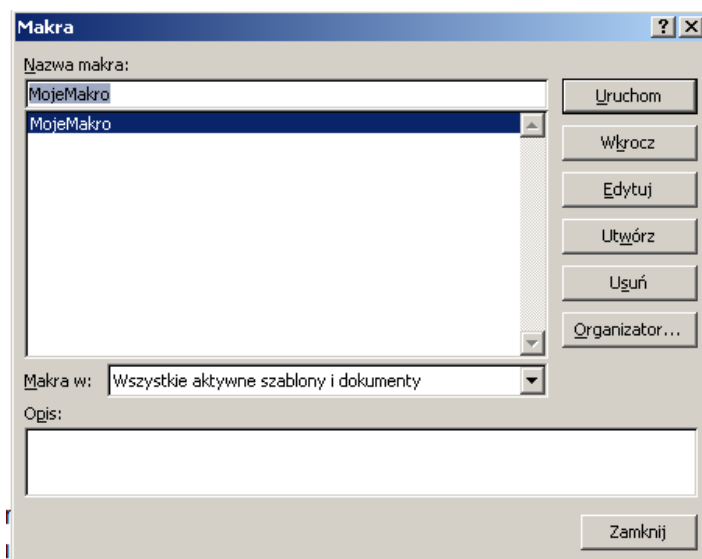 Makra
Nazwa makra:
MojeMakro
MojeMakro
Uruchom
Wkrocz
Edytuj
Utwórz
Usuń
Organizator...
Makra w: Wszystkie aktywne szablony i dokumenty
Opis:
Zamknij